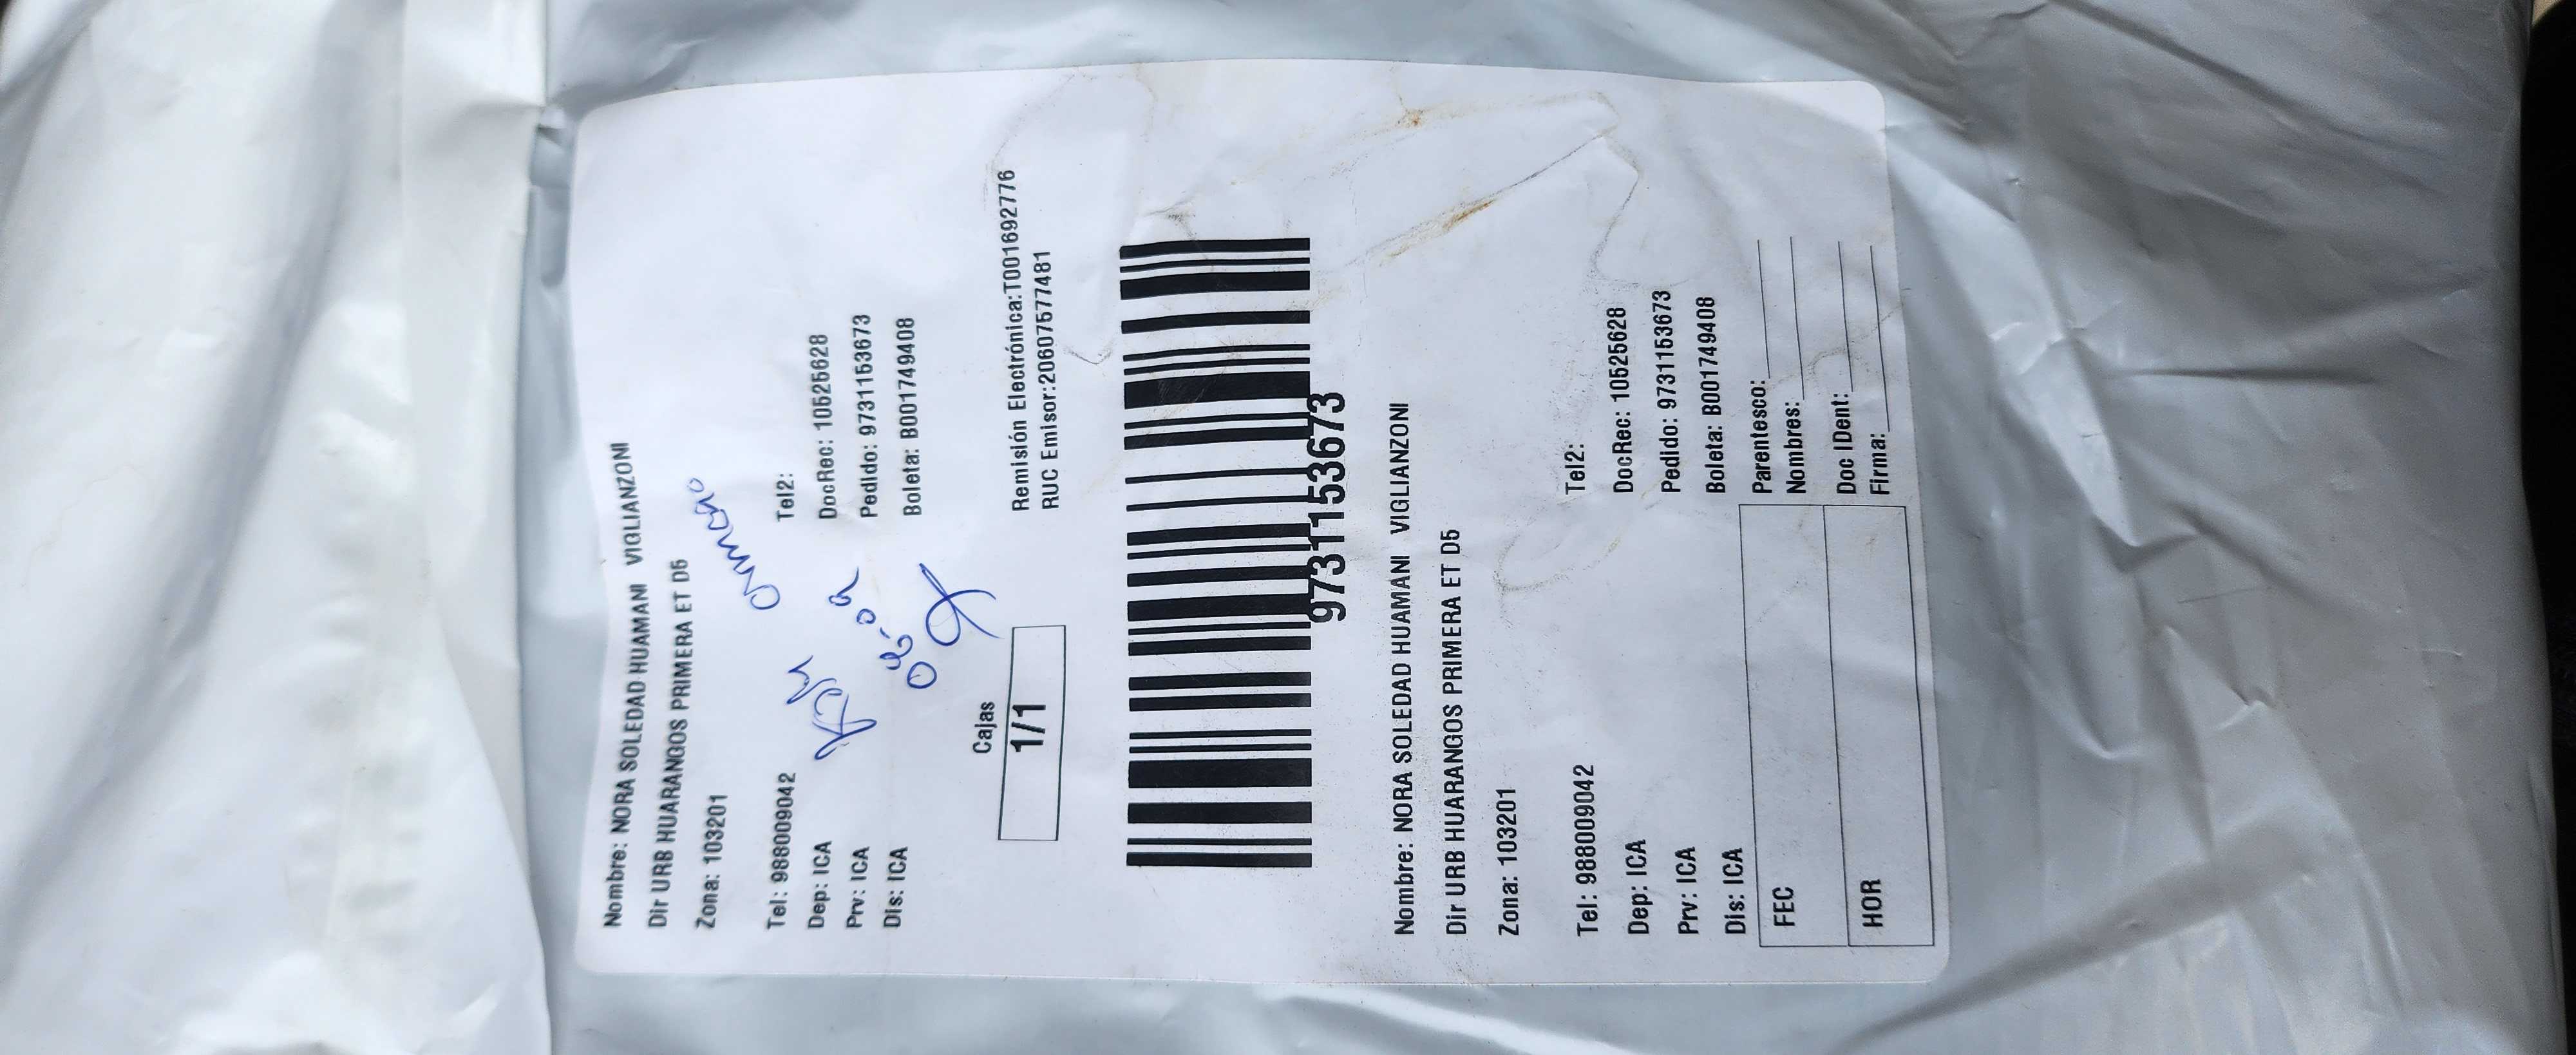 Nombre: NORA SOLEDAD HUAMANI VIGLIANZONI
Dir URB HUARANGOS PRIMERA ET D5
Zona: 103201
Tel: 988009042 Tel2:
Dep: ICA DocRec: 10525628
Prv: ICA Pedido: 9731153673
Dis: ICA Boleta: B001749408
Cajas
1/1
Remisión Electrónica:T001692776
RUC Emisor:20607577481
9731153673
Nombre: NORA SOLEDAD HUAMANI VIGLIANZONI
Dir URB HUARANGOS PRIMERA ET D5
Zona: 103201
Tel: 988009042 Tel2:
Dep: ICA DocRec: 10525628
Prv: ICA Pedido: 9731153673
Dis: ICA Boleta: B001749408
FEC Parentesco:
Nombres:
HOR Doc IDent:
Firma: